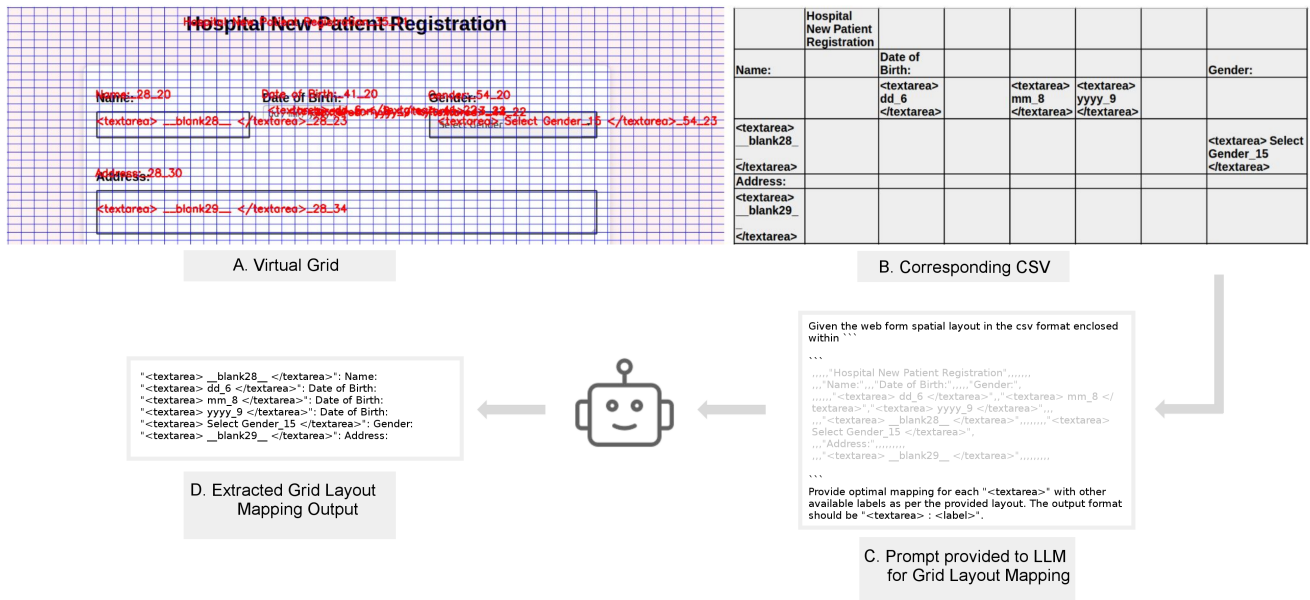 Hospital New Patient Registration
Hospital New Patient Registration_35_11
Name:_28_20
Date of Birth:_41_20
Gender:_54_20
Name:
Date of Birth:
Gender:
<textarea> __blank28__ </textarea>_28_23
<textarea> Select Gender_15 </textarea>_54_23
Select Gender
Address:_28_30
Address:
<textarea> __blank29__ </textarea>_28_34
A. Virtual Grid
Hospital
New Patient
Registration
Name:
Date of
Birth:
Gender:
<textarea>
dd_6
</textarea>
<textarea>
mm_8
</textarea>
<textarea>
yyyy_9
</textarea>
<textarea>
__blank28_
_
</textarea>
<textarea> Select
Gender_15
</textarea>
Address:
<textarea>
__blank29_
_
</textarea>
B. Corresponding CSV
Given the web form spatial layout in the csv format enclosed
within ```
```
,,,,,"Hospital New Patient Registration",,,,,,,
,,,"Name:",,,"Date of Birth:",,,,,"Gender:",
,,,,,,"<textarea> dd_6 </textarea>",,"<textarea> mm_8 </
textarea>","<textarea> yyyy_9 </textarea>",,,
,,,"<textarea> __blank28__ </textarea>",,,,,,,,"<textarea>
Select Gender_15 </textarea>",
,,,"Address:",,,,,,,,,
,,,"<textarea> __blank29__ </textarea>",,,,,,,,,
```
Provide optimal mapping for each "<textarea>" with other
available labels as per the provided layout. The output format
should be "<textarea> : <label>".
C. Prompt provided to LLM
for Grid Layout Mapping
"<textarea> __blank28__ </textarea>": Name:
"<textarea> dd_6 </textarea>": Date of Birth:
"<textarea> mm_8 </textarea>": Date of Birth:
"<textarea> yyyy_9 </textarea>": Date of Birth:
"<textarea> Select Gender_15 </textarea>": Gender:
"<textarea> __blank29__ </textarea>": Address:
D. Extracted Grid Layout
Mapping Output